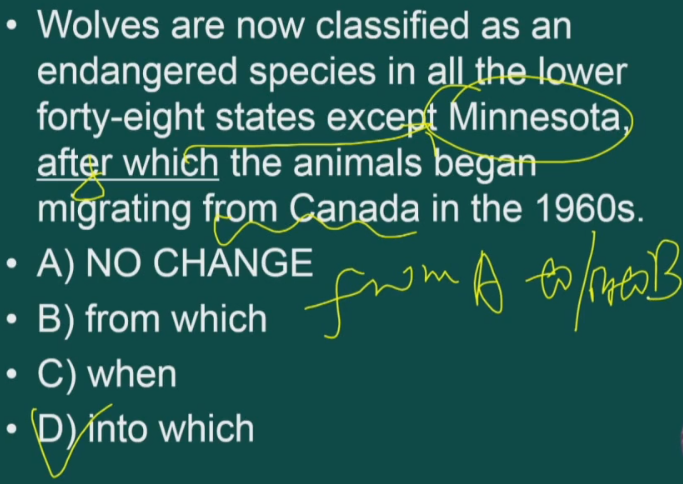 • Wolves are now classified as an
endangered species in all the lower
forty-eight states except Minnesota,
after which the animals began
migrating from Canada in the 1960s.
• A) NO CHANGE
• B) from which
• C) when
• D) into which
from A to/into B